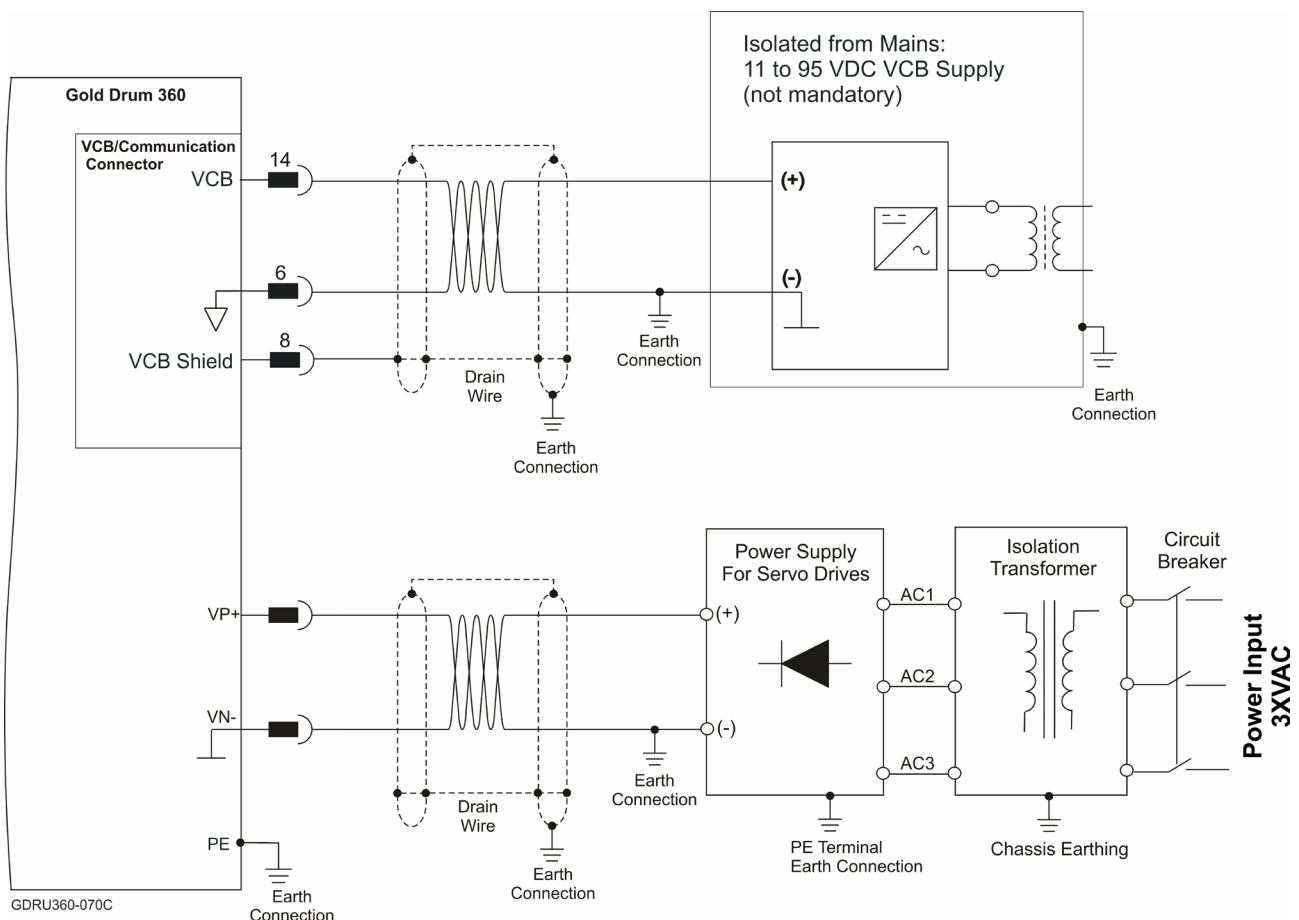 Isolated from Mains:
11 to 95 VDC VCB Supply
(not mandatory)
Gold Drum 360
VCB/Communication
Connector
VCB
14
(+)
6
(-)
VCB Shield
8
Drain
Wire
Earth
Connection
Earth
Connection
Earth
Connection
Power Supply
For Servo Drives
Isolation
Transformer
Circuit
Breaker
VP+
(+)
AC1
AC2
VN-
(-)
AC3
Power Input
3XVAC
Drain
Wire
Earth
Connection
PE
Earth
Connection
Earth
Connection
PE Terminal
Earth Connection
Chassis Earthing
GDRU360-070C